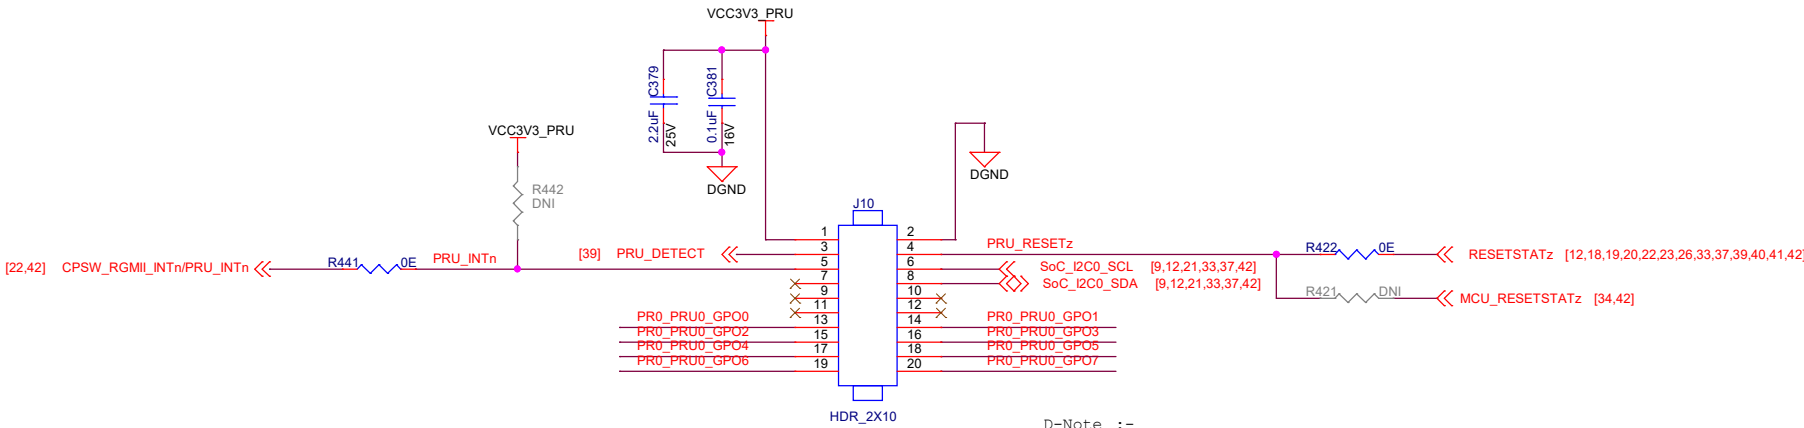 VCC3V3_PRU
C379
2.2uF
25V
C381
0.1uF
16V
VCC3V3_PRU
DGND
DGND
R442
DNI
J10
1 2
[39] PRU_DETECT 3 4 PRU_RESETz R422 0E RESETSTATz [12,18,19,20,22,23,26,33,37,39,40,41,42]
[22,42] CPSW_RGMII_INTn/PRU_INTn R441 0E PRU_INTn 5 6 SoC_I2C0_SCL [9,12,21,33,37,42]
7 8 SoC_I2C0_SDA [9,12,21,33,37,42]
9 10 R421 DNI MCU_RESETSTATz [34,42]
11 12
PR0_PRU0_GPO0 13 14 PR0_PRU0_GPO1
PR0_PRU0_GPO2 15 16 PR0_PRU0_GPO3
PR0_PRU0_GPO4 17 18 PR0_PRU0_GPO5
PR0_PRU0_GPO6 19 20 PR0_PRU0_GPO7
HDR_2X10
D-Note :-